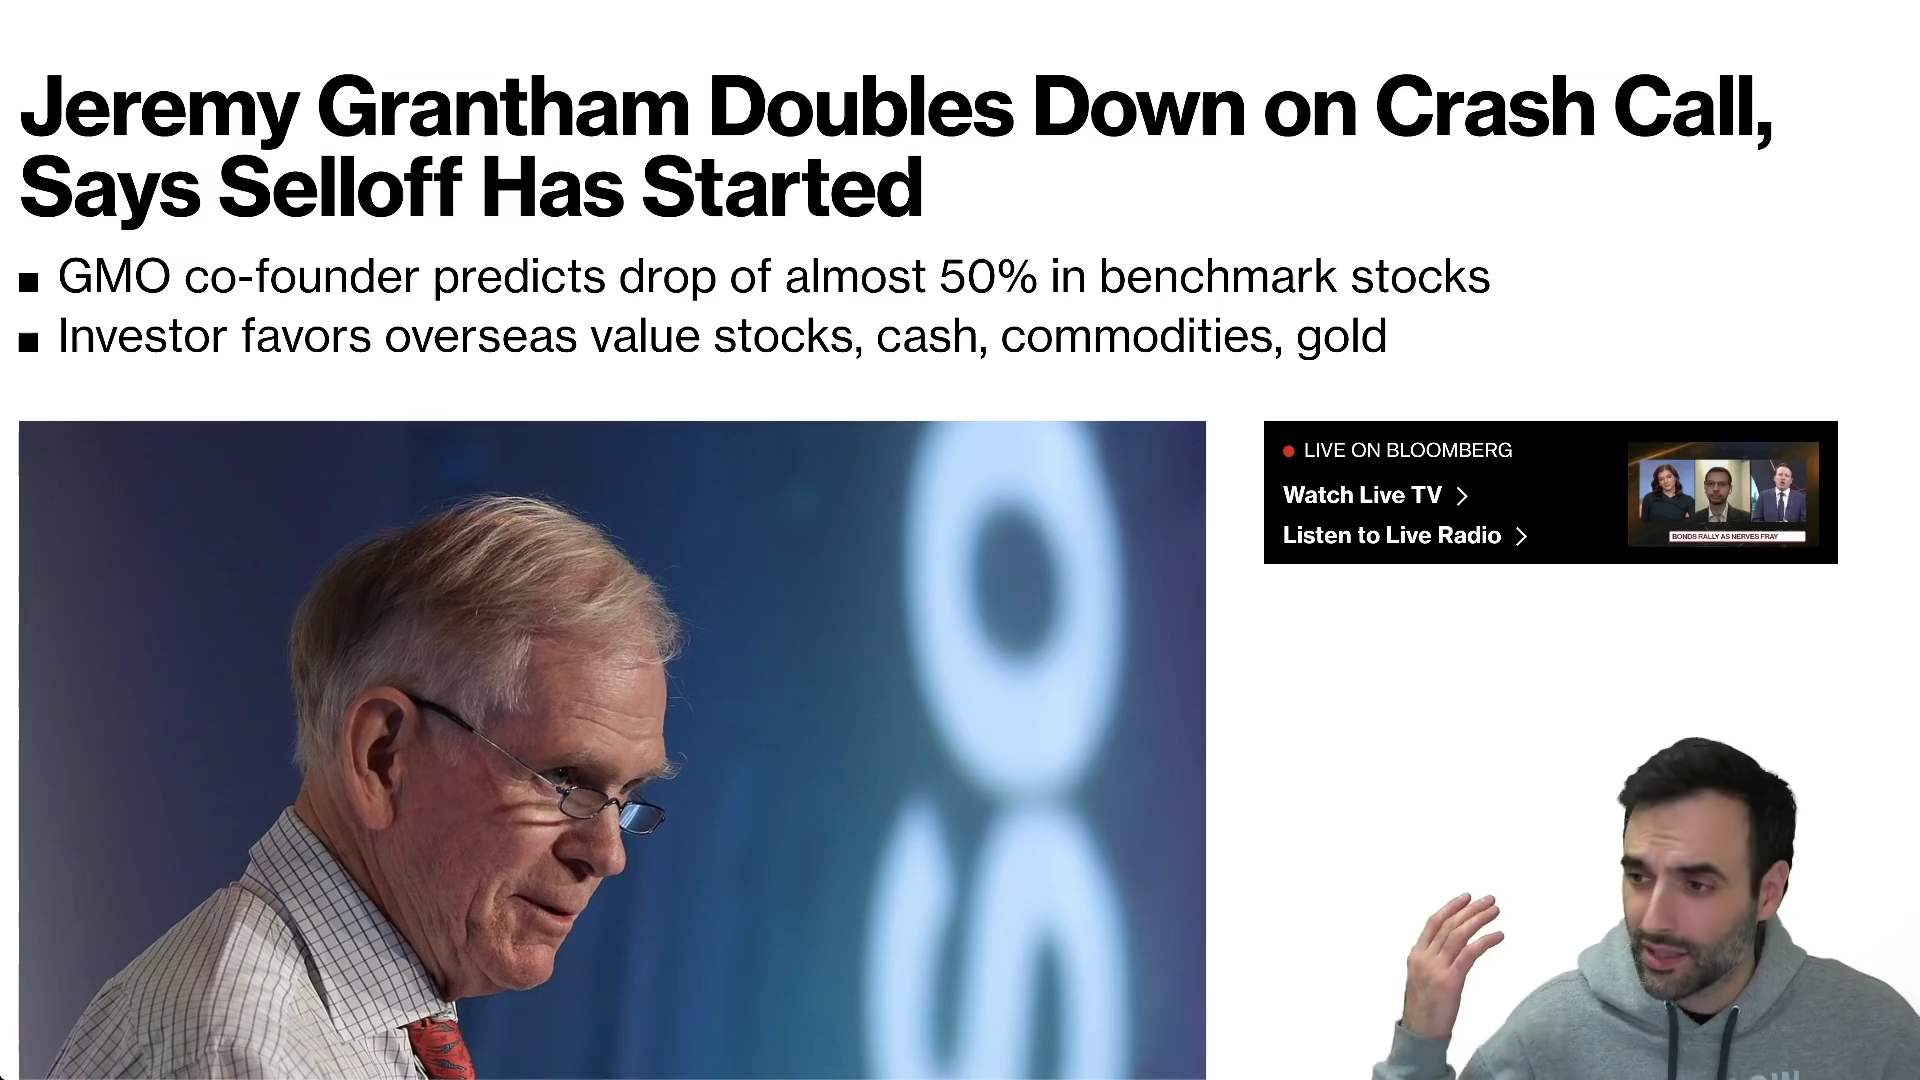 Jeremy Grantham Doubles Down on Crash Call,
Says Selloff Has Started
■ GMO co-founder predicts drop of almost 50% in benchmark stocks
■ Investor favors overseas value stocks, cash, commodities, gold
LIVE ON BLOOMBERG
Watch Live TV >
Listen to Live Radio >
BONDS RALLY AS NERVES FRAY